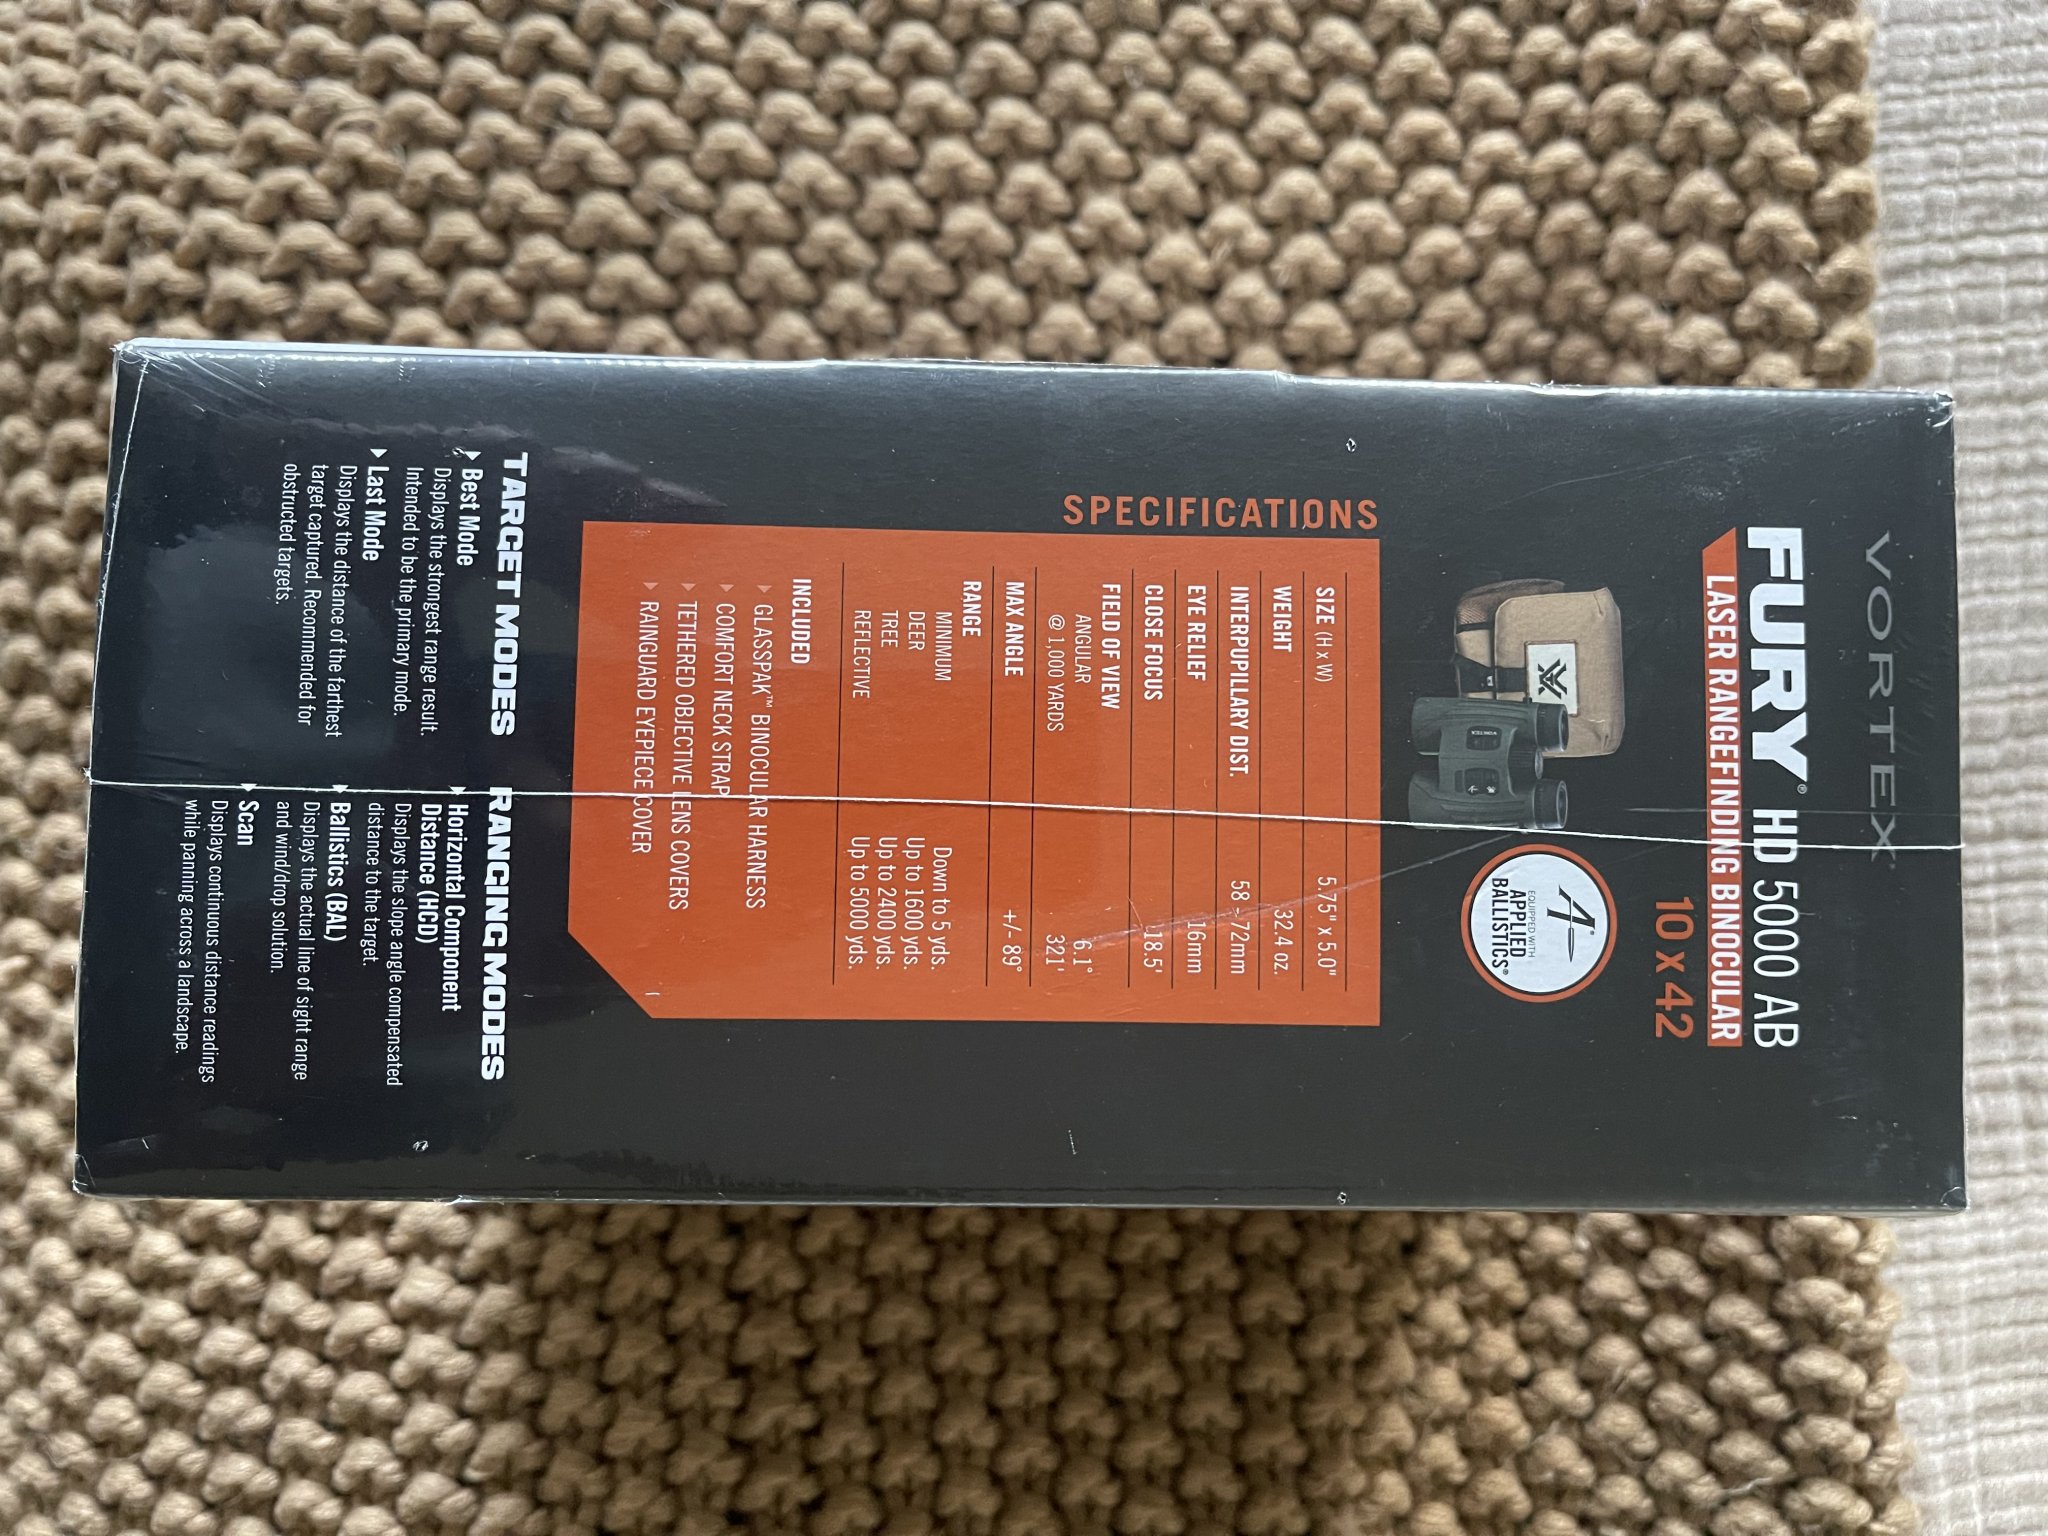 VORTEX
FURY® HD 5000 AB
LASER RANGEFINDING BINOCULAR
10 x 42
A
EQUIPPED WITH
APPLIED
BALLISTICS®
VORTEX
SPECIFICATIONS
SIZE (H x W) 5.75" x 5.0"
WEIGHT 32.4 oz.
INTERPUPILLARY DIST. 58 - 72mm
EYE RELIEF 16mm
CLOSE FOCUS 18.5'
FIELD OF VIEW
ANGULAR 6.1°
@ 1,000 YARDS 321'
MAX ANGLE +/- 89°
RANGE
MINIMUM Down to 5 yds.
DEER Up to 1600 yds.
TREE Up to 2400 yds.
REFLECTIVE Up to 5000 yds.
INCLUDED
GLASSPAK™ BINOCULAR HARNESS
COMFORT NECK STRAP
TETHERED OBJECTIVE LENS COVERS
RAINGUARD EYEPIECE COVER
TARGET MODES
Best Mode
Displays the strongest range result.
Intended to be the primary mode.
Last Mode
Displays the distance of the farthest
target captured. Recommended for
obstructed targets.
RANGING MODES
Horizontal Component
Distance (HCD)
Displays the slope angle compensated
distance to the target.
Ballistics (BAL)
Displays the actual line of sight range
and wind/drop solution.
Scan
Displays continuous distance readings
while panning across a landscape.